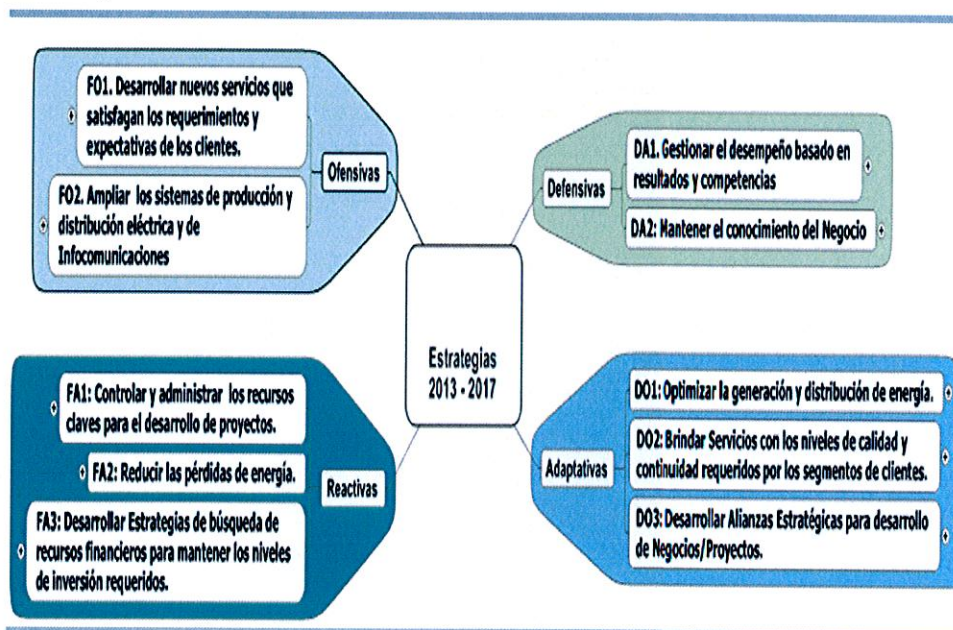 FO1. Desarrollar nuevos servicios que
satisfagan los requerimientos y
expectativas de los clientes.
FO2. Ampliar los sistemas de producción y
distribución eléctrica y de
Infocomunicaciones
Ofensivas
Defensivas
DA1. Gestionar el desempeño basado en
resultados y competencias
DA2: Mantener el conocimiento del Negocio
Estrategias
2013 - 2017
FA1: Controlar y administrar los recursos
claves para el desarrollo de proyectos.
FA2: Reducir las pérdidas de energía.
FA3: Desarrollar Estrategias de búsqueda de
recursos financieros para mantener los niveles
de inversión requeridos.
Reactivas
Adaptativas
DO1: Optimizar la generación y distribución de energía.
DO2: Brindar Servicios con los niveles de calidad y
continuidad requeridos por los segmentos de clientes.
DO3: Desarrollar Alianzas Estratégicas para desarrollo
de Negocios/Proyectos.